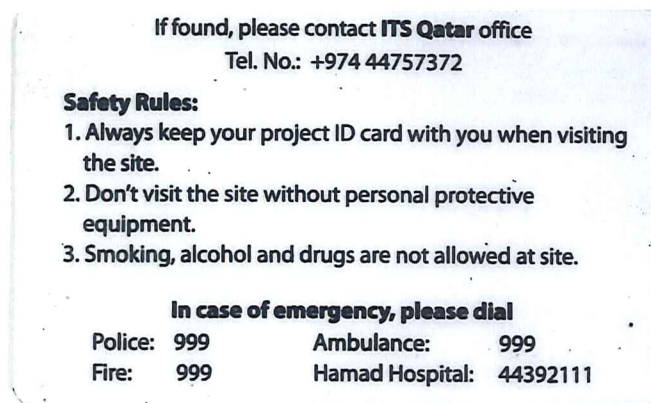 If found, please contact ITS Qatar office
Tel. No.: +974 44757372
Safety Rules:
1. Always keep your project ID card with you when visiting
the site.
2. Don't visit the site without personal protective
equipment.
3. Smoking, alcohol and drugs are not allowed at site.
In case of emergency, please dial
Police: 999 Ambulance: 999
Fire: 999 Hamad Hospital: 44392111